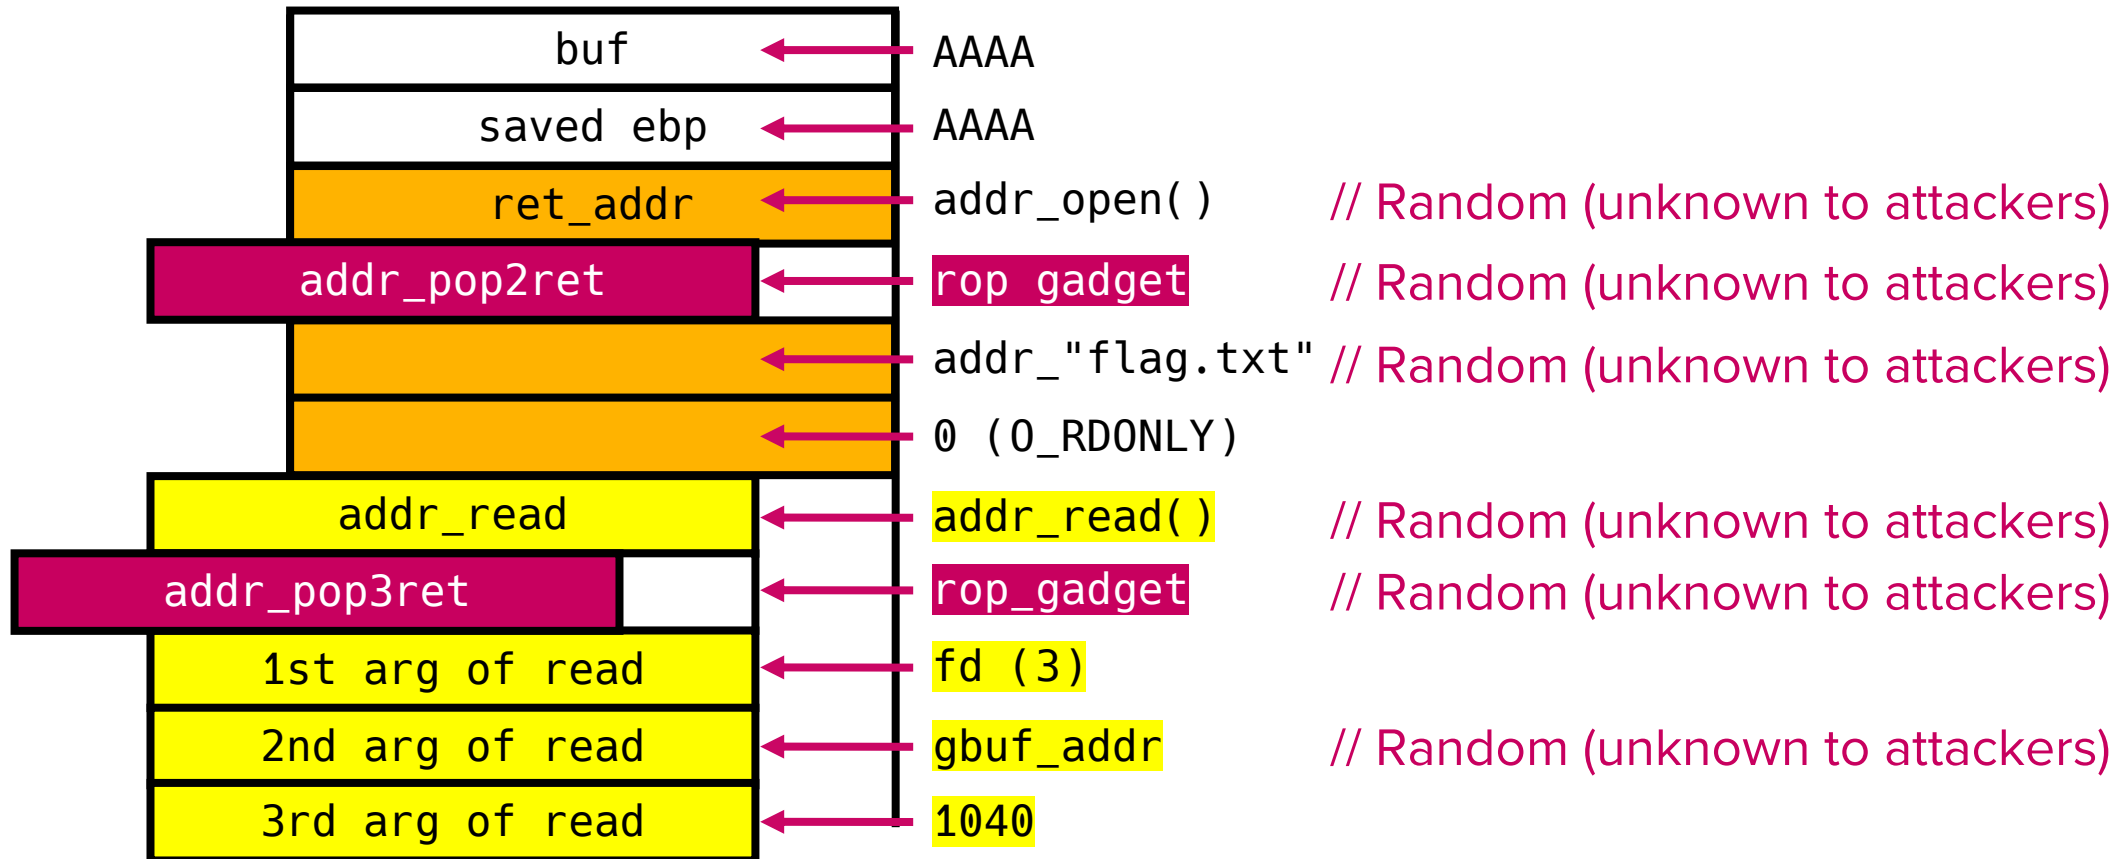 buf AAAA
saved ebp AAAA
ret_addr addr_open() // Random (unknown to attackers)
addr_pop2ret rop gadget // Random (unknown to attackers)
addr_"flag.txt" // Random (unknown to attackers)
0 (O_RDONLY)
addr_read addr_read() // Random (unknown to attackers)
addr_pop3ret rop_gadget // Random (unknown to attackers)
1st arg of read fd (3)
2nd arg of read gbuf_addr // Random (unknown to attackers)
3rd arg of read 1040